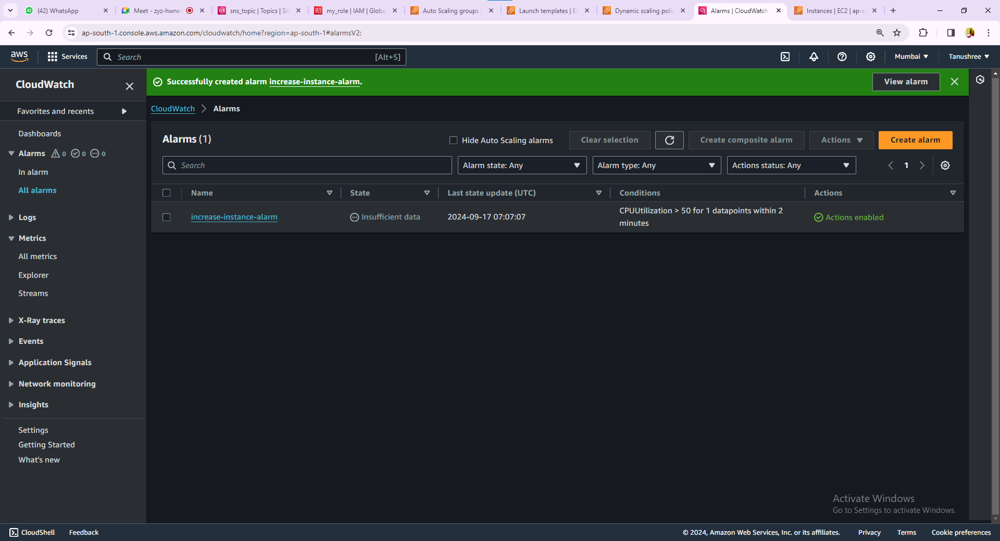 (42) WhatsApp
Meet - zyz-hwne-
sns_topic | Topics | Sim
my_role | IAM | Global
Auto Scaling groups |
Launch templates | EC
Dynamic scaling polic
Alarms | CloudWatch
Instances | EC2 | ap-s
ap-south-1.console.aws.amazon.com/cloudwatch/home?region=ap-south-1#alarmsV2:
aws
Services
Search
[Alt+S]
Mumbai
Tanushree
CloudWatch
Favorites and recents
Dashboards
Alarms 0 0 0
In alarm
All alarms
Logs
Metrics
All metrics
Explorer
Streams
X-Ray traces
Events
Application Signals
Network monitoring
Insights
Settings
Getting Started
What's new
Successfully created alarm increase-instance-alarm.
View alarm
CloudWatch
Alarms
Alarms (1)
Hide Auto Scaling alarms
Clear selection
Create composite alarm
Actions
Create alarm
Search
Alarm state: Any
Alarm type: Any
Actions status: Any
1
Name
State
Last state update (UTC)
Conditions
Actions
increase-instance-alarm
Insufficient data
2024-09-17 07:07:07
CPUUtilization > 50 for 1 datapoints within 2
minutes
Actions enabled
Activate Windows
Go to Settings to activate Windows.
CloudShell
Feedback
© 2024, Amazon Web Services, Inc. or its affiliates.
Privacy
Terms
Cookie preferences